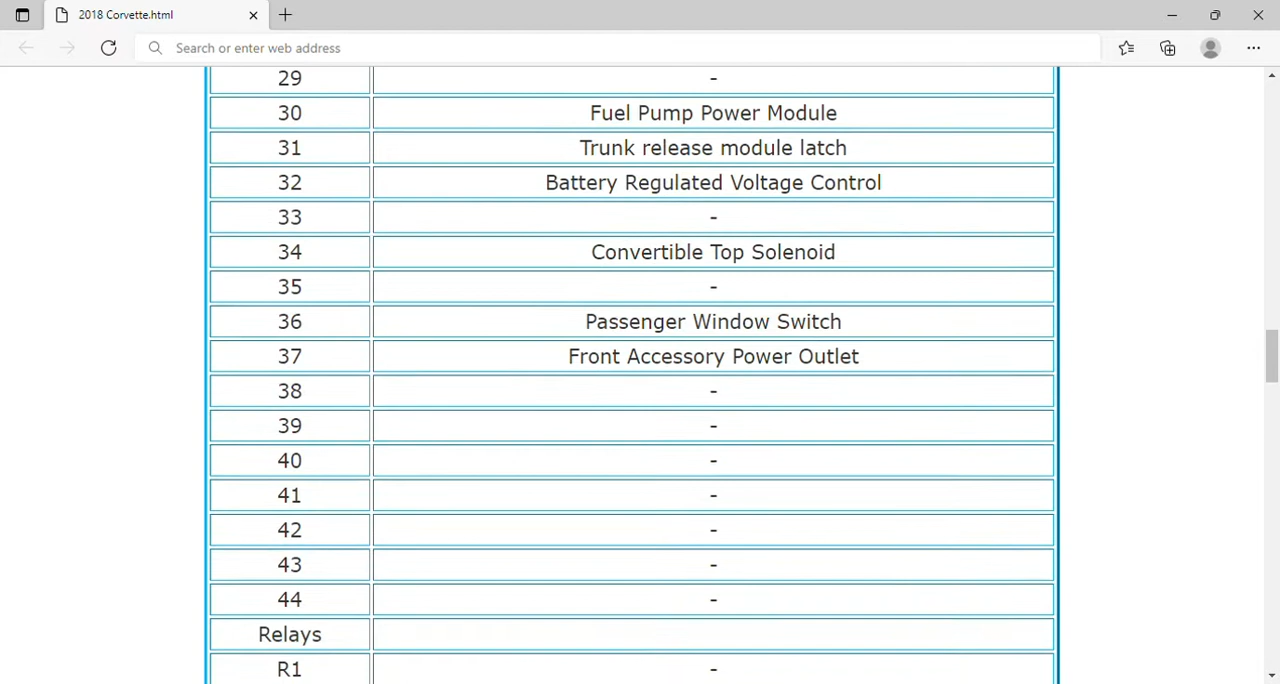 2018 Corvette.html
Search or enter web address
29 -
30 Fuel Pump Power Module
31 Trunk release module latch
32 Battery Regulated Voltage Control
33 -
34 Convertible Top Solenoid
35 -
36 Passenger Window Switch
37 Front Accessory Power Outlet
38 -
39 -
40 -
41 -
42 -
43 -
44 -
Relays
R1 -